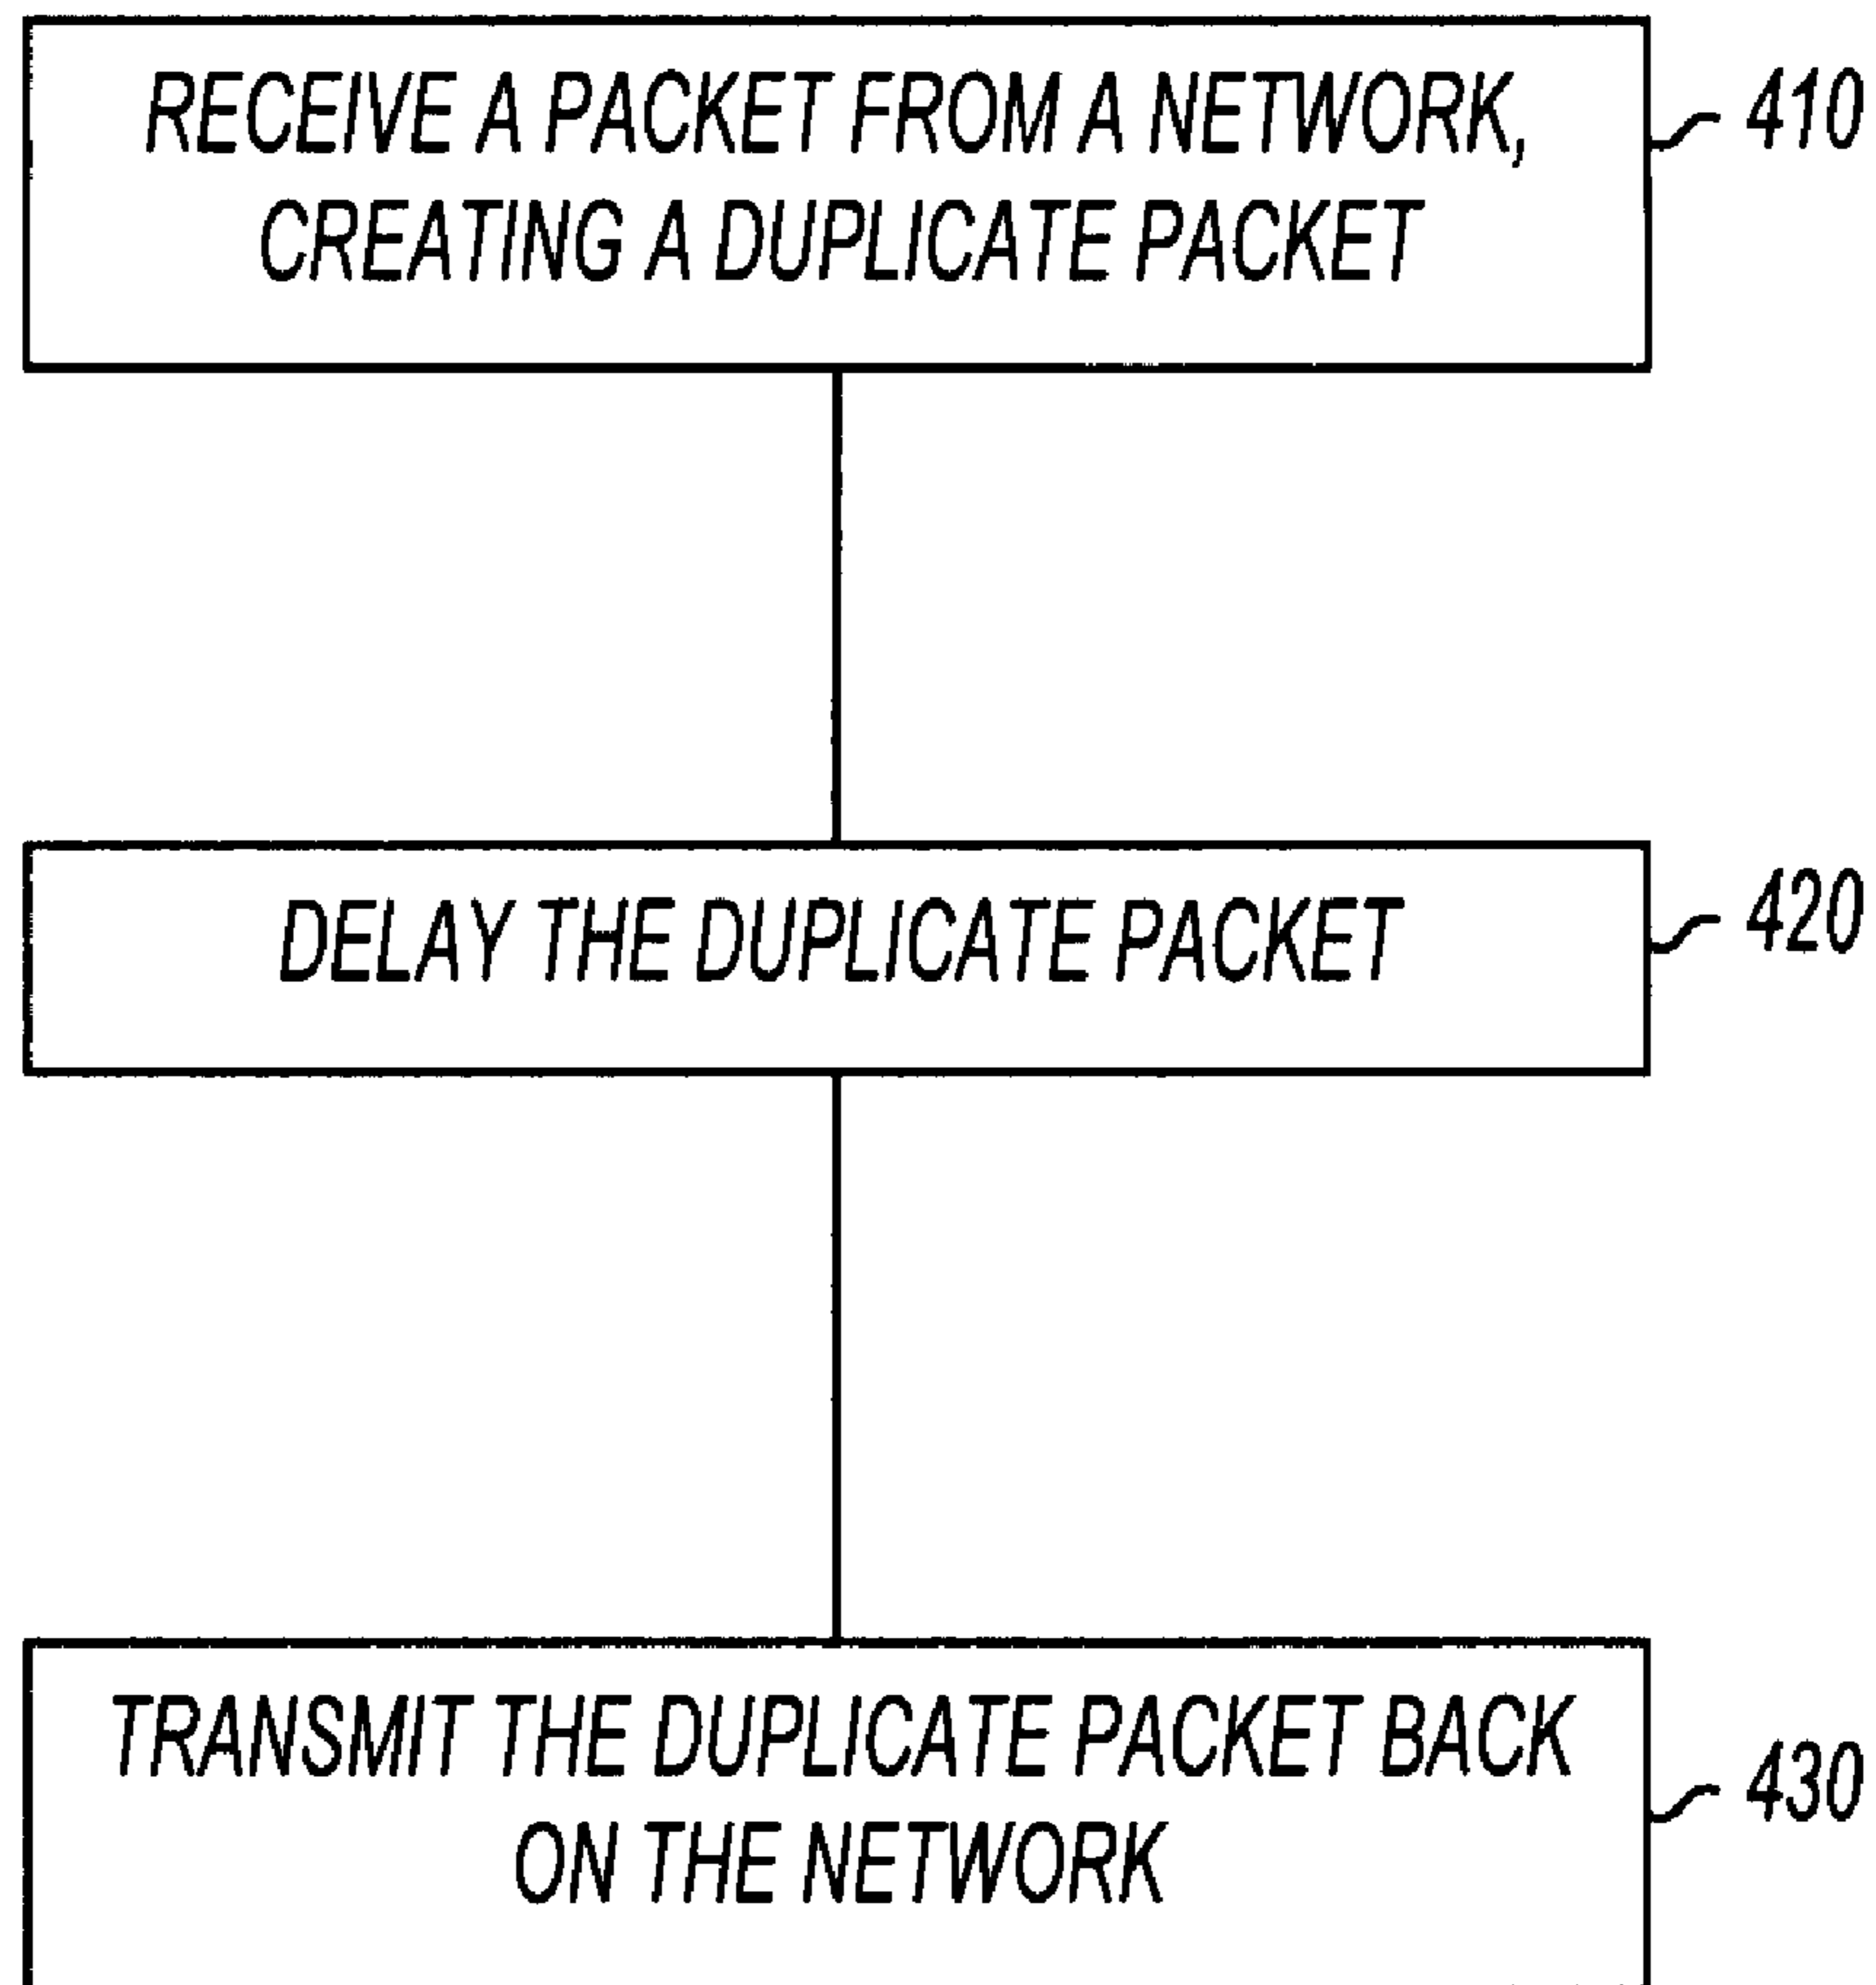 RECEIVE A PACKET FROM A NETWORK,
CREATING A DUPLICATE PACKET
410
DELAY THE DUPLICATE PACKET
420
TRANSMIT THE DUPLICATE PACKET BACK
ON THE NETWORK
430